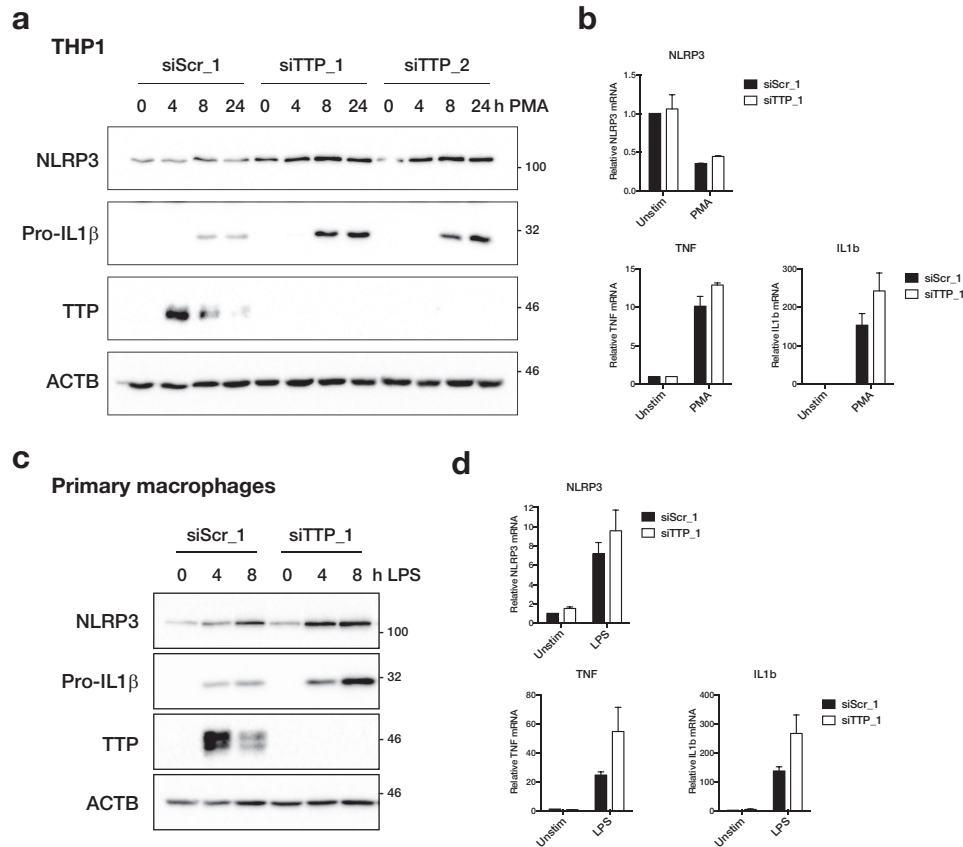 a
THP1
siScr_1 siTTP_1 siTTP_2
0 4 8 24 0 4 8 24 0 4 8 24 h PMA
NLRP3
100
Pro-IL1β
32
TTP
46
ACTB
46
b
NLRP3
Relative NLRP3 mRNA
1.5
1.0
0.5
0.0
Unstim PMA
siScr_1
siTTP_1
TNF
Relative TNF mRNA
15
10
5
0
Unstim PMA
IL1b
Relative IL1b mRNA
300
200
100
0
Unstim PMA
siScr_1
siTTP_1
c
Primary macrophages
siScr_1 siTTP_1
0 4 8 0 4 8 h LPS
NLRP3
100
Pro-IL1β
32
TTP
46
ACTB
46
d
NLRP3
Relative NLRP3 mRNA
12
10
8
6
4
2
0
Unstim LPS
siScr_1
siTTP_1
TNF
Relative TNF mRNA
80
60
40
20
0
Unstim LPS
IL1b
Relative IL1b mRNA
400
300
200
100
0
Unstim LPS
siScr_1
siTTP_1